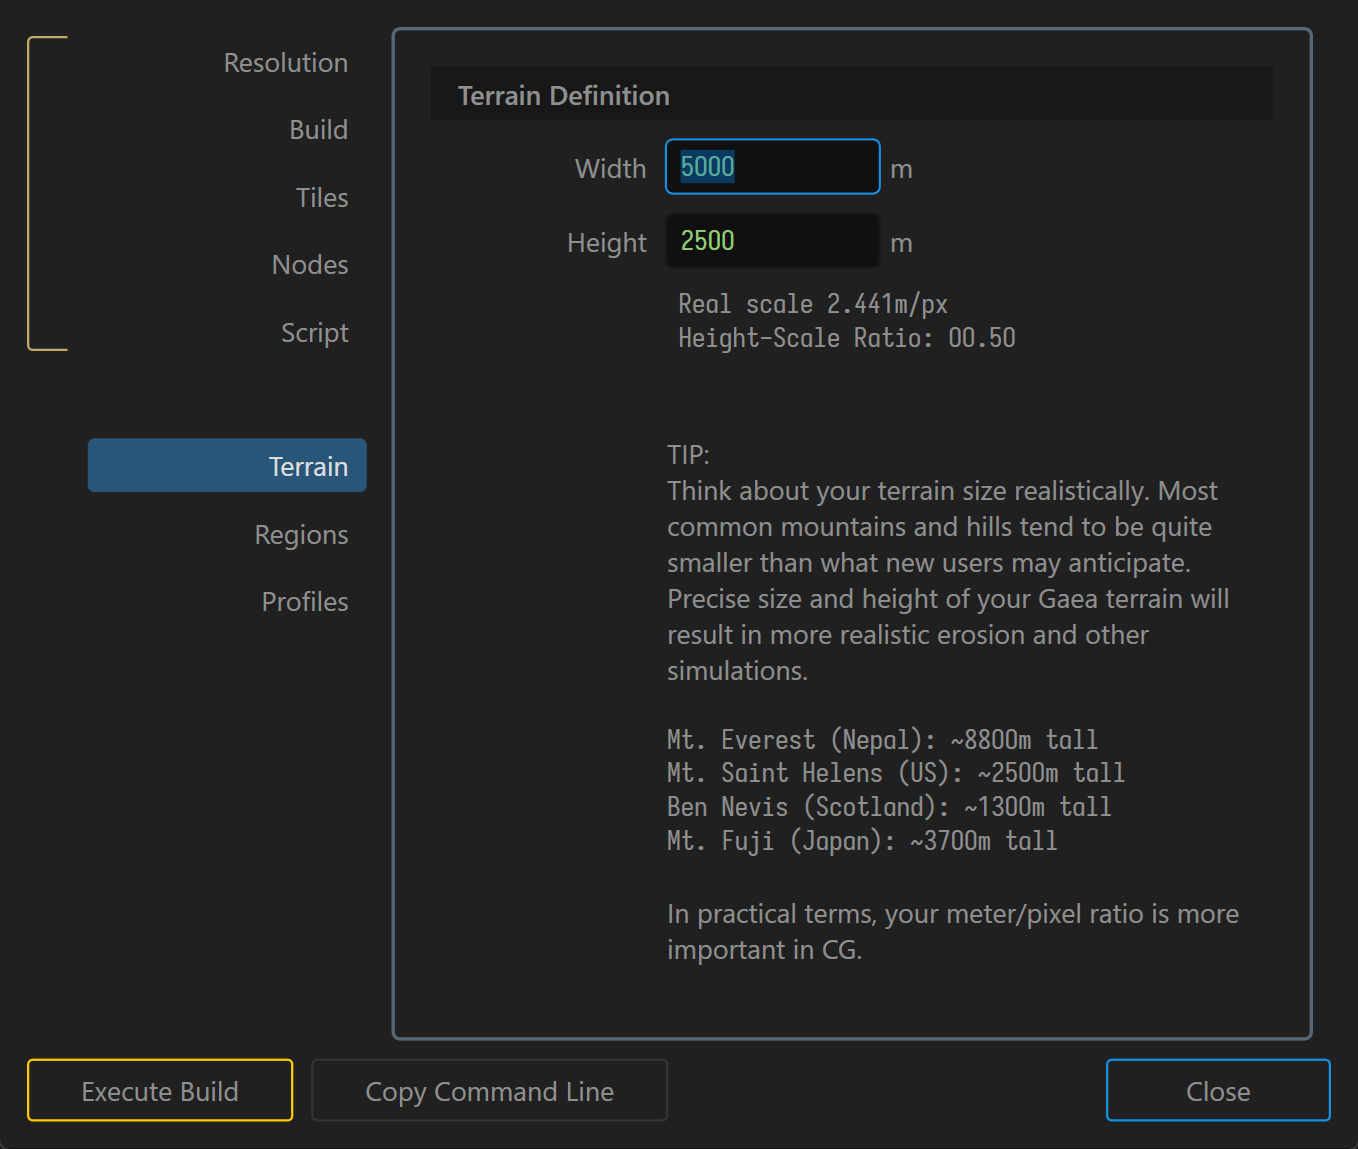 Resolution
Build
Tiles
Nodes
Script
Terrain
Regions
Profiles
Terrain Definition
Width 5000 m
Height 2500 m
Real scale 2.441m/px
Height-Scale Ratio: 00.50
TIP:
Think about your terrain size realistically. Most
common mountains and hills tend to be quite
smaller than what new users may anticipate.
Precise size and height of your Gaea terrain will
result in more realistic erosion and other
simulations.
Mt. Everest (Nepal): ~8800m tall
Mt. Saint Helens (US): ~2500m tall
Ben Nevis (Scotland): ~1300m tall
Mt. Fuji (Japan): ~3700m tall
In practical terms, your meter/pixel ratio is more
important in CG.
Execute Build
Copy Command Line
Close